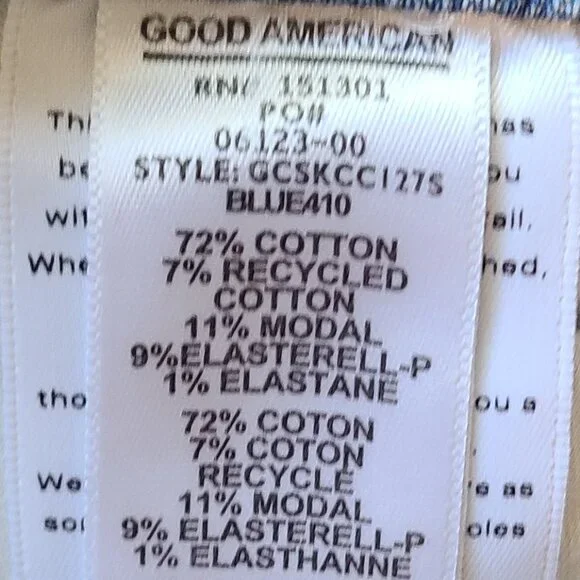 GOOD AMERICAN
RN# 151301
PO#
06123-00
STYLE: GCSKCC127S
BLUE410
72% COTTON
7% RECYCLED
COTTON
11% MODAL
9%ELASTERELL-P
1% ELASTANE
72% COTON
7% COTON
RECYCLE
11% MODAL
9% ELASTERELL-P
1% ELASTHANNE